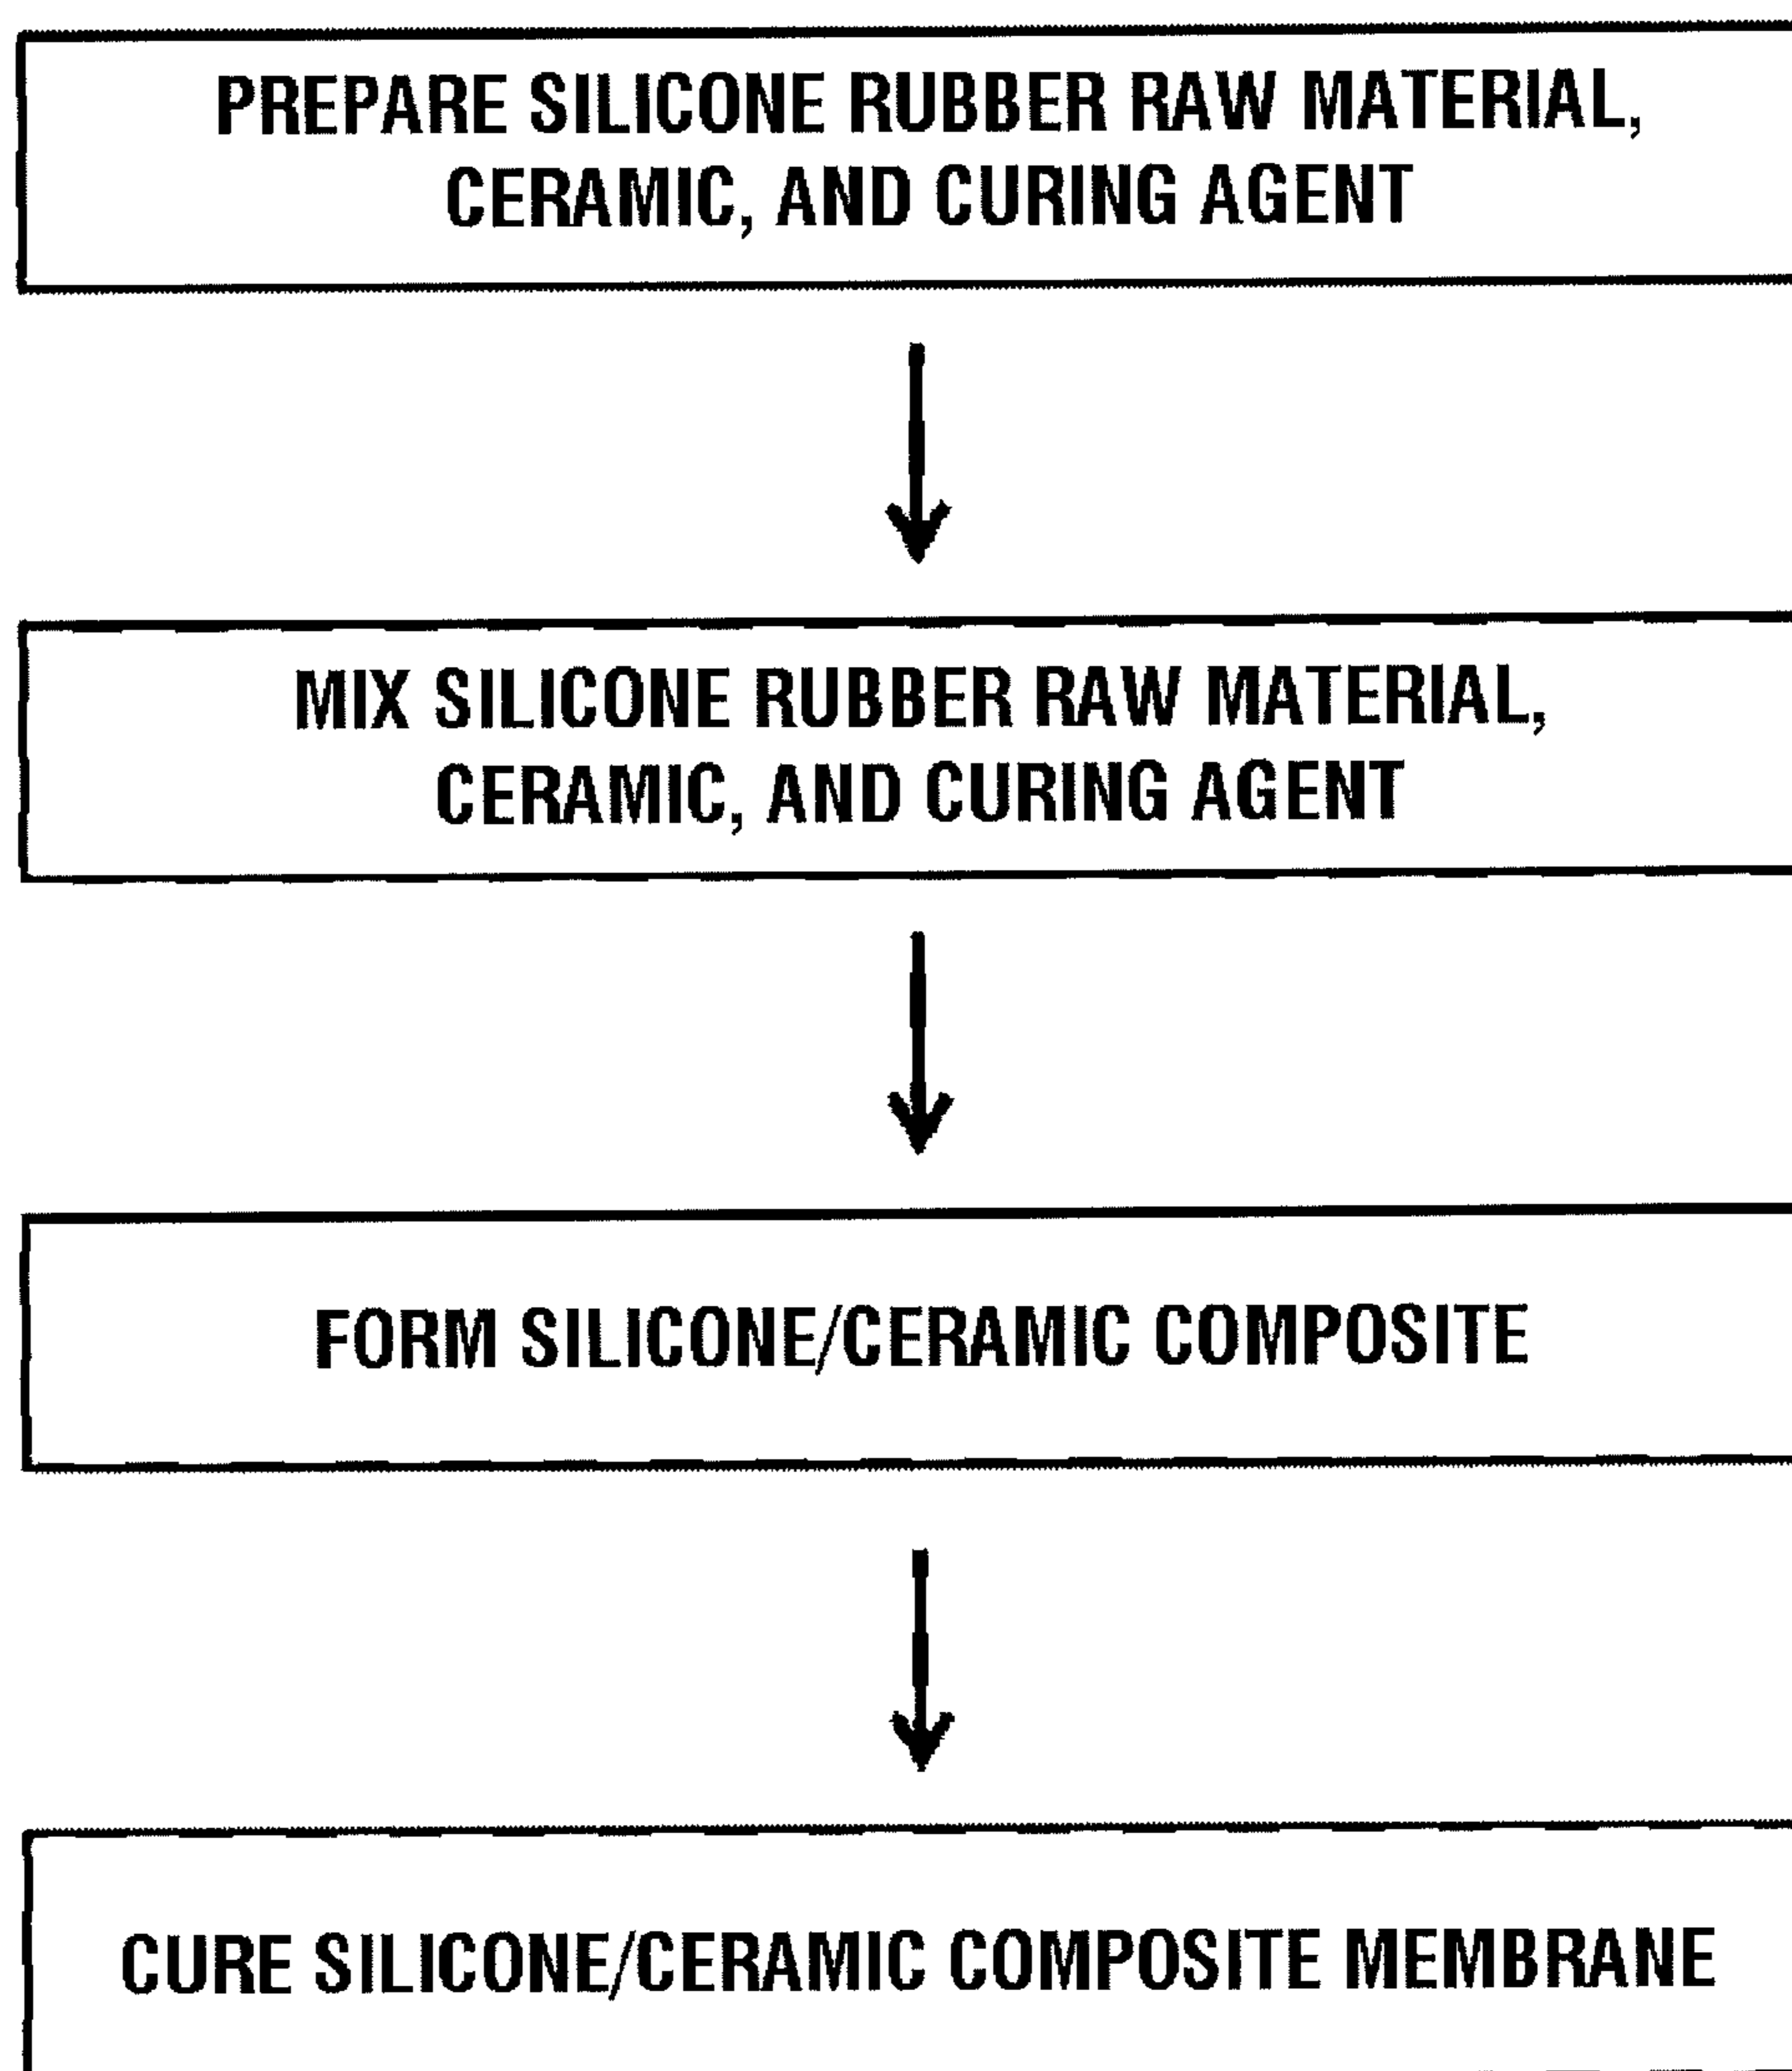 PREPARE SILICONE RUBBER RAW MATERIAL,
CERAMIC, AND CURING AGENT
MIX SILICONE RUBBER RAW MATERIAL,
CERAMIC, AND CURING AGENT
FORM SILICONE/CERAMIC COMPOSITE
CURE SILICONE/CERAMIC COMPOSITE MEMBRANE